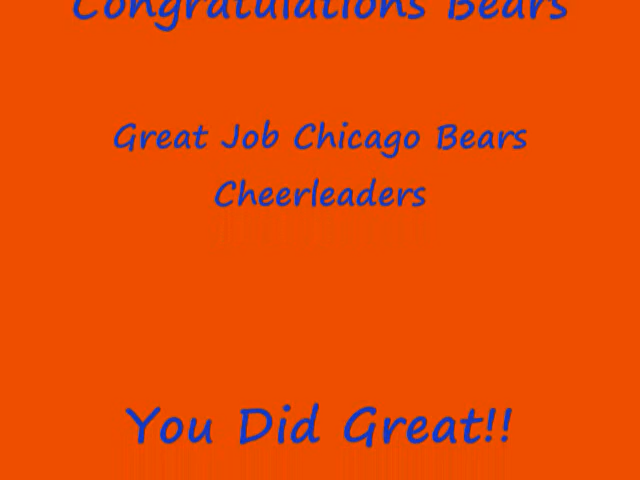 Congratulations Bears
Great Job Chicago Bears
Cheerleaders
You Did Great!!